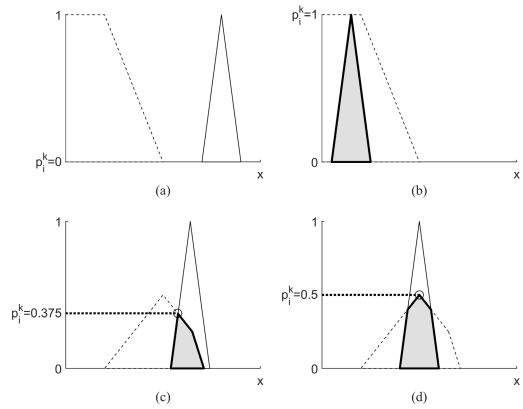 1
p_i^k=0
x
(a)
p_i^k=1
0
x
(b)
1
p_i^k=0.375
0
x
(c)
1
p_i^k=0.5
0
x
(d)